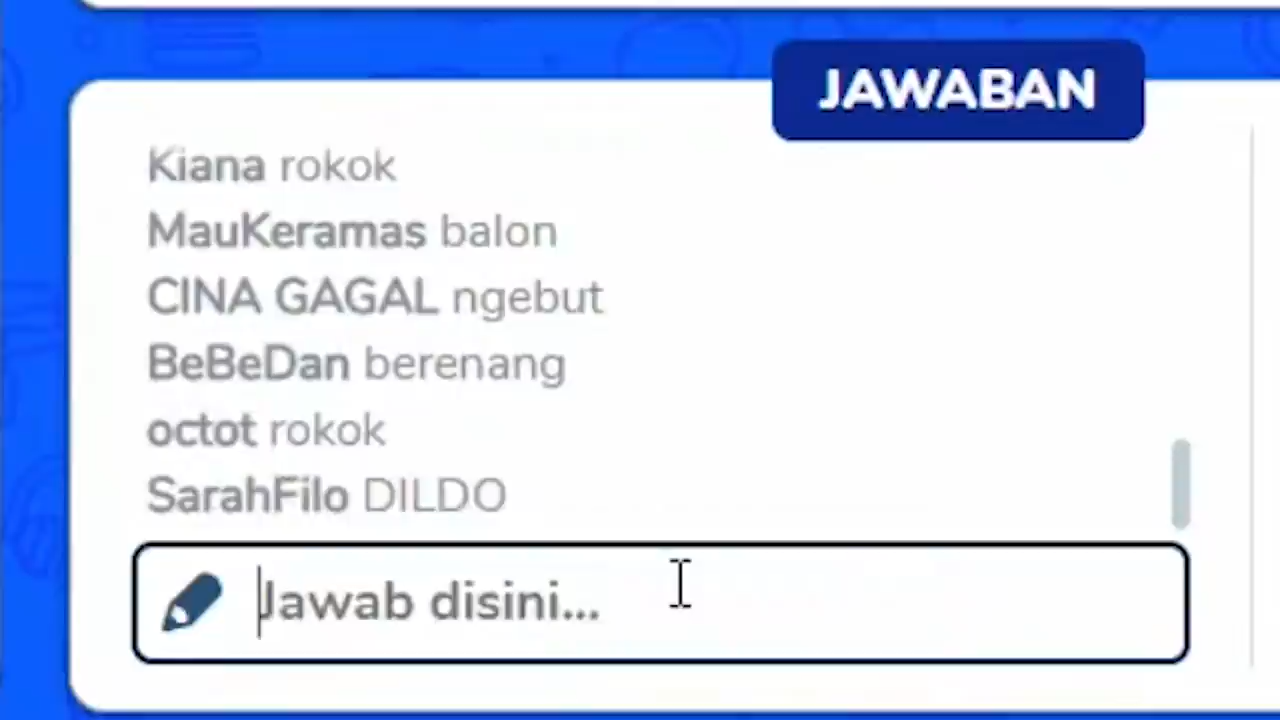 JAWABAN
Kiana rokok
MauKeramas balon
CINA GAGAL ngebut
BeBeDan berenang
octot rokok
SarahFilo DILDO
Jawab disini...